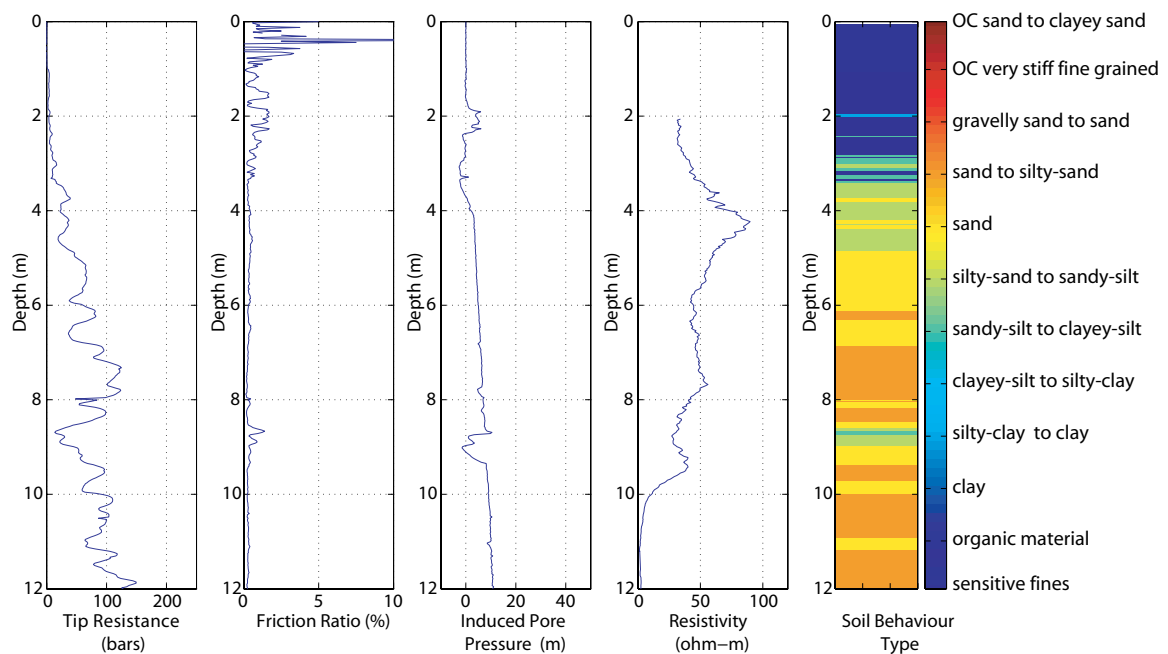 0
2
4
6
8
10
12
Depth (m)
0 100 200
Tip Resistance
(bars)
0
2
4
6
8
10
12
Depth (m)
0 5 10
Friction Ratio (%)
0
2
4
6
8
10
12
Depth (m)
0 20 40
Induced Pore
Pressure (m)
0
2
4
6
8
10
12
Depth (m)
0 50 100
Resistivity
(ohm−m)
0
2
4
6
8
10
12
Depth (m)
Soil Behaviour
Type
OC sand to clayey sand
OC very stiff fine grained
gravelly sand to sand
sand to silty-sand
sand
silty-sand to sandy-silt
sandy-silt to clayey-silt
clayey-silt to silty-clay
silty-clay to clay
clay
organic material
sensitive fines